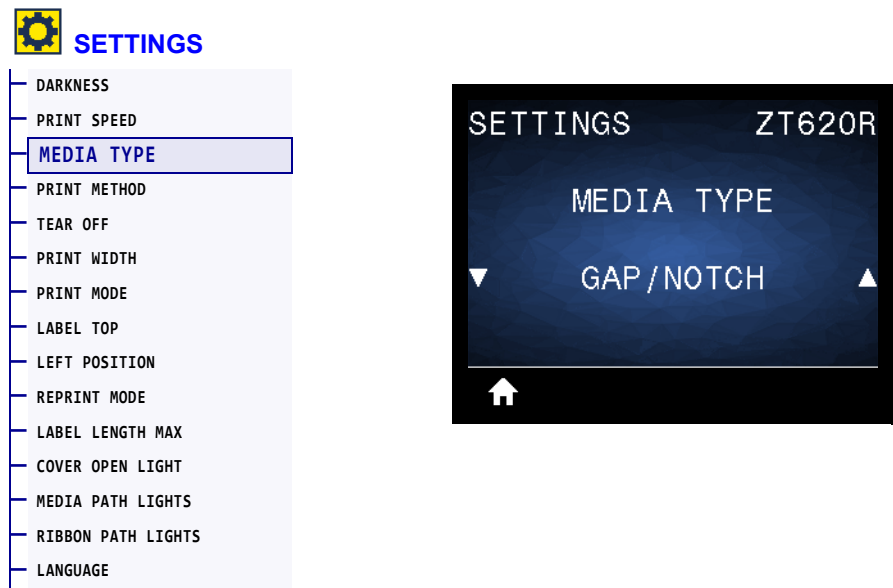 SETTINGS
DARKNESS
PRINT SPEED
MEDIA TYPE
PRINT METHOD
TEAR OFF
PRINT WIDTH
PRINT MODE
LABEL TOP
LEFT POSITION
REPRINT MODE
LABEL LENGTH MAX
COVER OPEN LIGHT
MEDIA PATH LIGHTS
RIBBON PATH LIGHTS
LANGUAGE
SETTINGS ZT620R
MEDIA TYPE
GAP/NOTCH